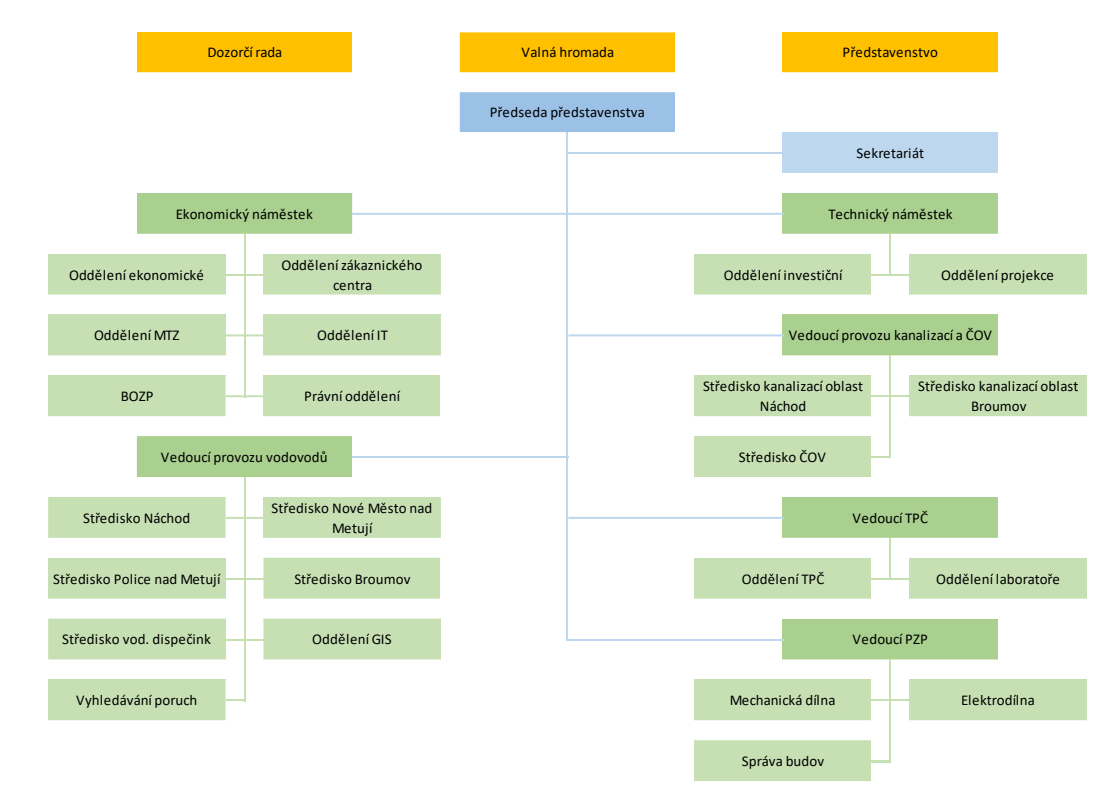 Dozorčí rada
Valná hromada
Představenstvo
Předseda představenstva
Sekretariát
Ekonomický náměstek
Technický náměstek
Oddělení ekonomické
Oddělení zákaznického
centra
Oddělení investiční
Oddělení projekce
Oddělení MTZ
Oddělení IT
Vedoucí provozu kanalizací a ČOV
BOZP
Právní oddělení
Středisko kanalizací oblast
Náchod
Středisko kanalizací oblast
Broumov
Vedoucí provozu vodovodů
Středisko ČOV
Středisko Náchod
Středisko Nové Město nad
Metují
Vedoucí TPČ
Středisko Police nad Metují
Středisko Broumov
Oddělení TPČ
Oddělení laboratoře
Středisko vod. dispečink
Oddělení GIS
Vedoucí PZP
Vyhledávání poruch
Mechanická dílna
Elektrodílna
Správa budov